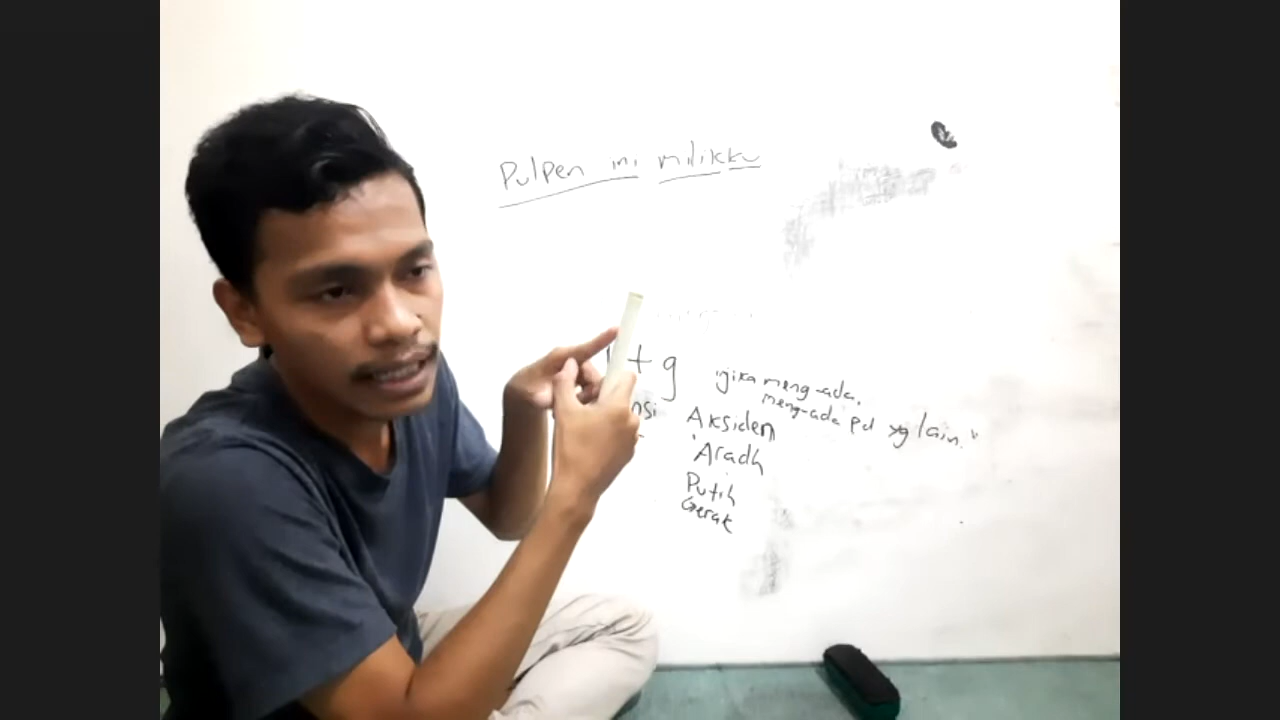 Pulpen ini milikku
+ g
"jika meng-ada,
meng-ada pd yg lain."
Aksiden
'Aradh
Putih
Gerak